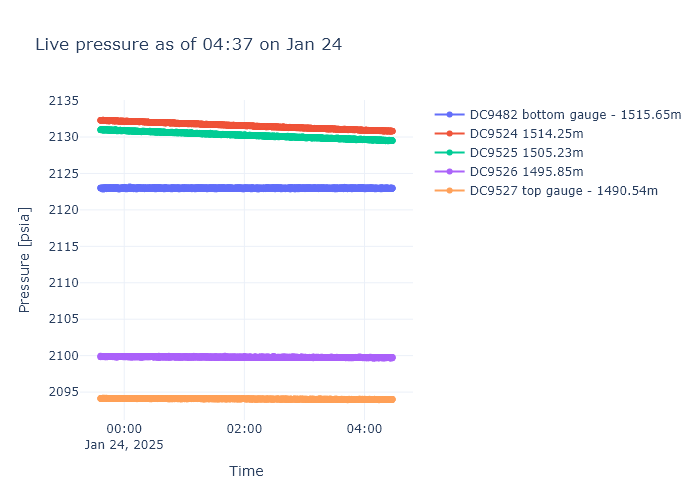 Live pressure as of 04:37 on Jan 24
DC9482 bottom gauge - 1515.65m
DC9524 1514.25m
DC9525 1505.23m
DC9526 1495.85m
DC9527 top gauge - 1490.54m
Pressure [psia]
2135
2130
2125
2120
2115
2110
2105
2100
2095
00:00
02:00
04:00
Jan 24, 2025
Time